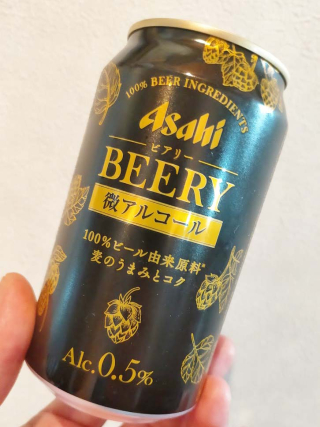 100% BEER INGREDIENTS
Asahi
ビアリー
BEERY
微アルコール
100%ビール由来原料*
麦のうまみとコク
Alc.0.5%